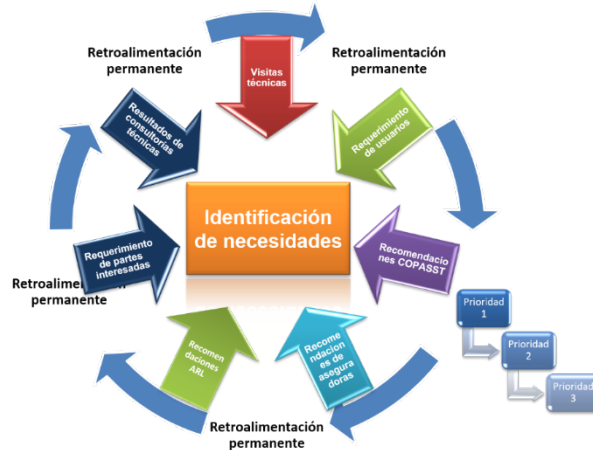 Retroalimentación
permanente
Retroalimentación
permanente
Visitas
técnicas
Resultados de
consultorías
técnicas
Requerimiento
de usuarios
Identificación
de necesidades
Requerimiento
de partes
interesadas
Recomendacio
nes COPASST
Retroalimentación
permanente
Prioridad
1
Prioridad
2
Prioridad
3
Recomen
daciones
ARL
Recome
ndacion
es de
asegura
doras
Retroalimentación
permanente